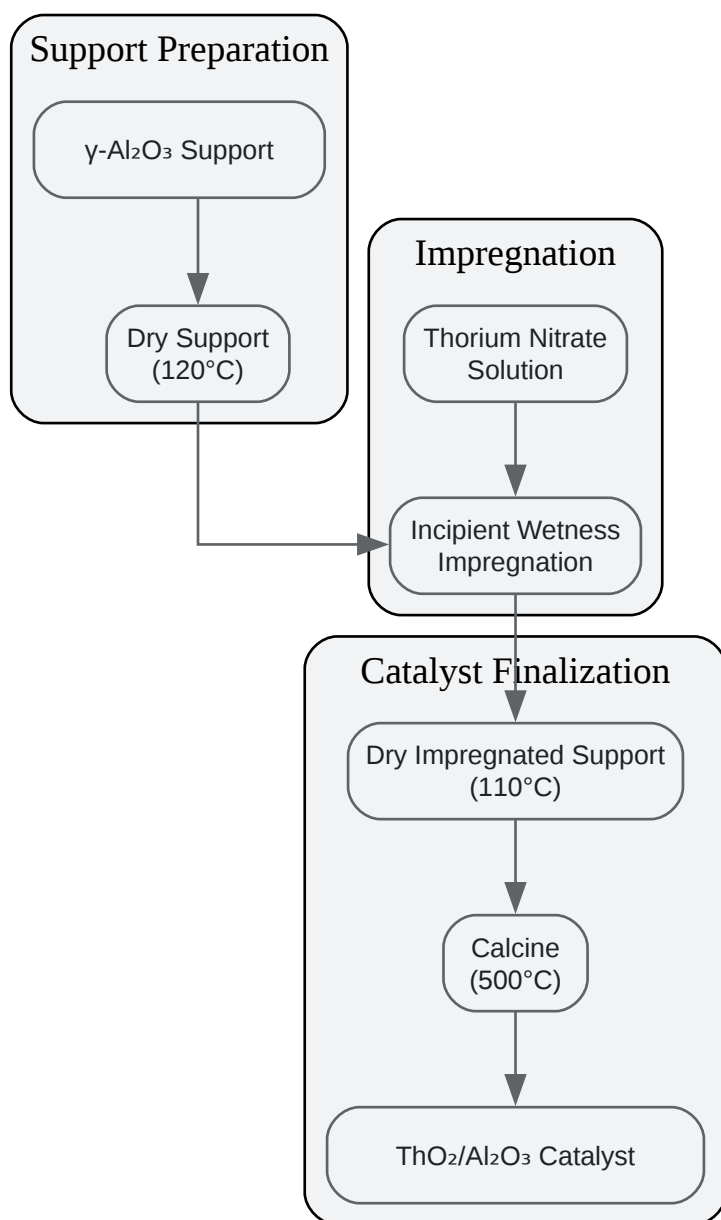 Support Preparation
γ-Al₂O₃ Support
Dry Support
(120°C)
Impregnation
Thorium Nitrate
Solution
Incipient Wetness
Impregnation
Catalyst Finalization
Dry Impregnated Support
(110°C)
Calcine
(500°C)
ThO₂/Al₂O₃ Catalyst